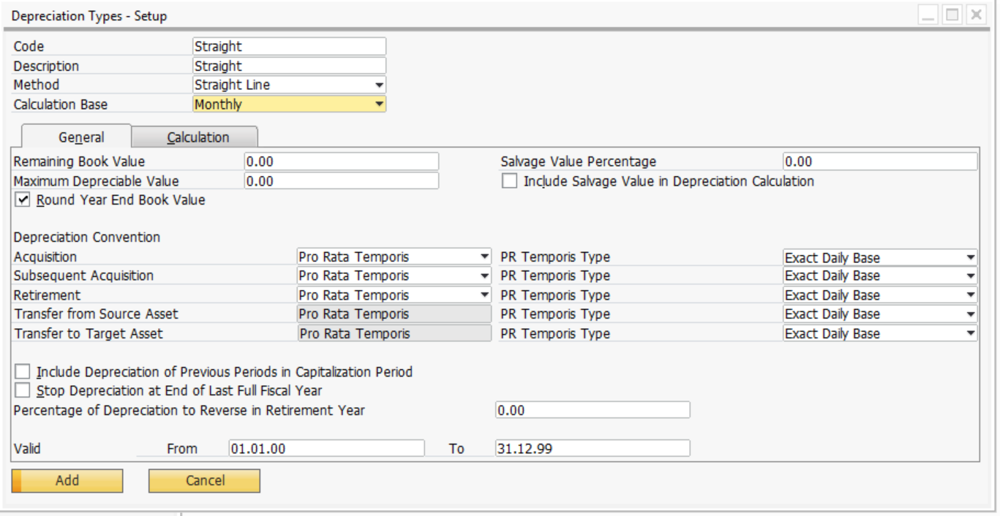 Depreciation Types - Setup
Code Straight
Description Straight
Method Straight Line
Calculation Base Monthly
General Calculation
Remaining Book Value 0.00 Salvage Value Percentage 0.00
Maximum Depreciable Value 0.00 Include Salvage Value in Depreciation Calculation
Round Year End Book Value
Depreciation Convention
Acquisition Pro Rata Temporis PR Temporis Type Exact Daily Base
Subsequent Acquisition Pro Rata Temporis PR Temporis Type Exact Daily Base
Retirement Pro Rata Temporis PR Temporis Type Exact Daily Base
Transfer from Source Asset Pro Rata Temporis PR Temporis Type Exact Daily Base
Transfer to Target Asset Pro Rata Temporis PR Temporis Type Exact Daily Base
Include Depreciation of Previous Periods in Capitalization Period
Stop Depreciation at End of Last Full Fiscal Year
Percentage of Depreciation to Reverse in Retirement Year 0.00
Valid From 01.01.00 To 31.12.99
Add Cancel